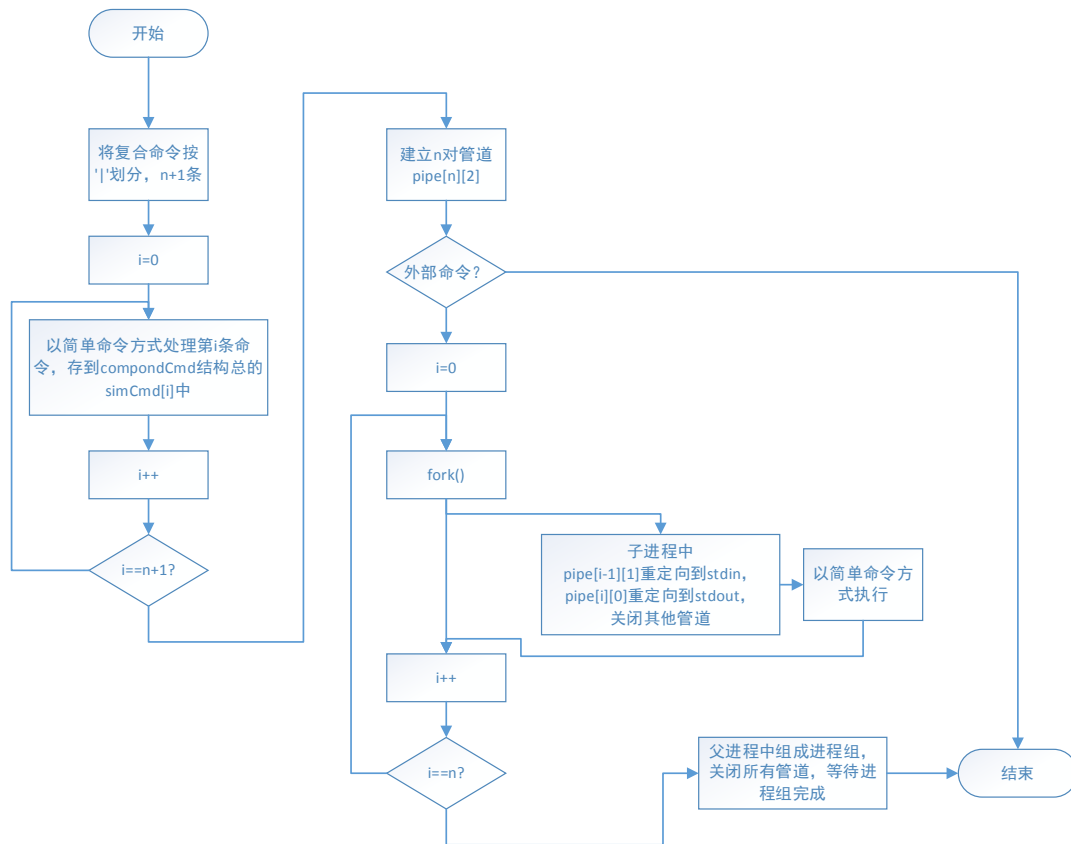 开始
将复合命令按
'|'划分，n+1条
i=0
以简单命令方式处理第i条命
令，存到compondCmd结构总的
simCmd[i]中
i++
i==n+1?
建立n对管道
pipe[n][2]
外部命令？
i=0
fork()
子进程中
pipe[i-1][1]重定向到stdin，
pipe[i][0]重定向到stdout，
关闭其他管道
以简单命令方
式执行
i++
i==n?
父进程中组成进程组，
关闭所有管道，等待进
程组完成
结束